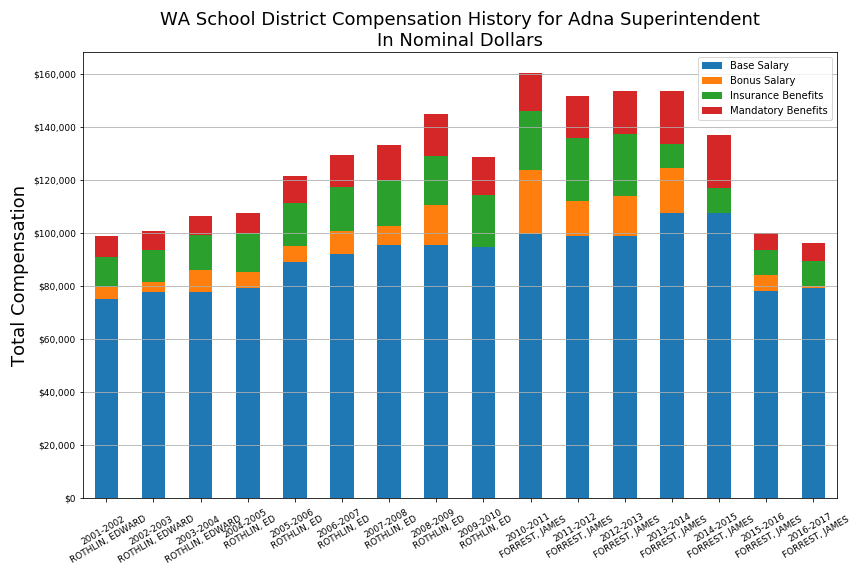 WA School District Compensation History for Adna Superintendent
In Nominal Dollars
Base Salary
Bonus Salary
Insurance Benefits
Mandatory Benefits
Total Compensation
$160,000
$140,000
$120,000
$100,000
$80,000
$60,000
$40,000
$20,000
$0
2001-2002
ROTHLIN, EDWARD
2002-2003
ROTHLIN, EDWARD
2003-2004
ROTHLIN, EDWARD
2004-2005
ROTHLIN, ED
2005-2006
ROTHLIN, ED
2006-2007
ROTHLIN, ED
2007-2008
ROTHLIN, ED
2008-2009
ROTHLIN, ED
2009-2010
ROTHLIN, ED
2010-2011
FORREST, JAMES
2011-2012
FORREST, JAMES
2012-2013
FORREST, JAMES
2013-2014
FORREST, JAMES
2014-2015
FORREST, JAMES
2015-2016
FORREST, JAMES
2016-2017
FORREST, JAMES